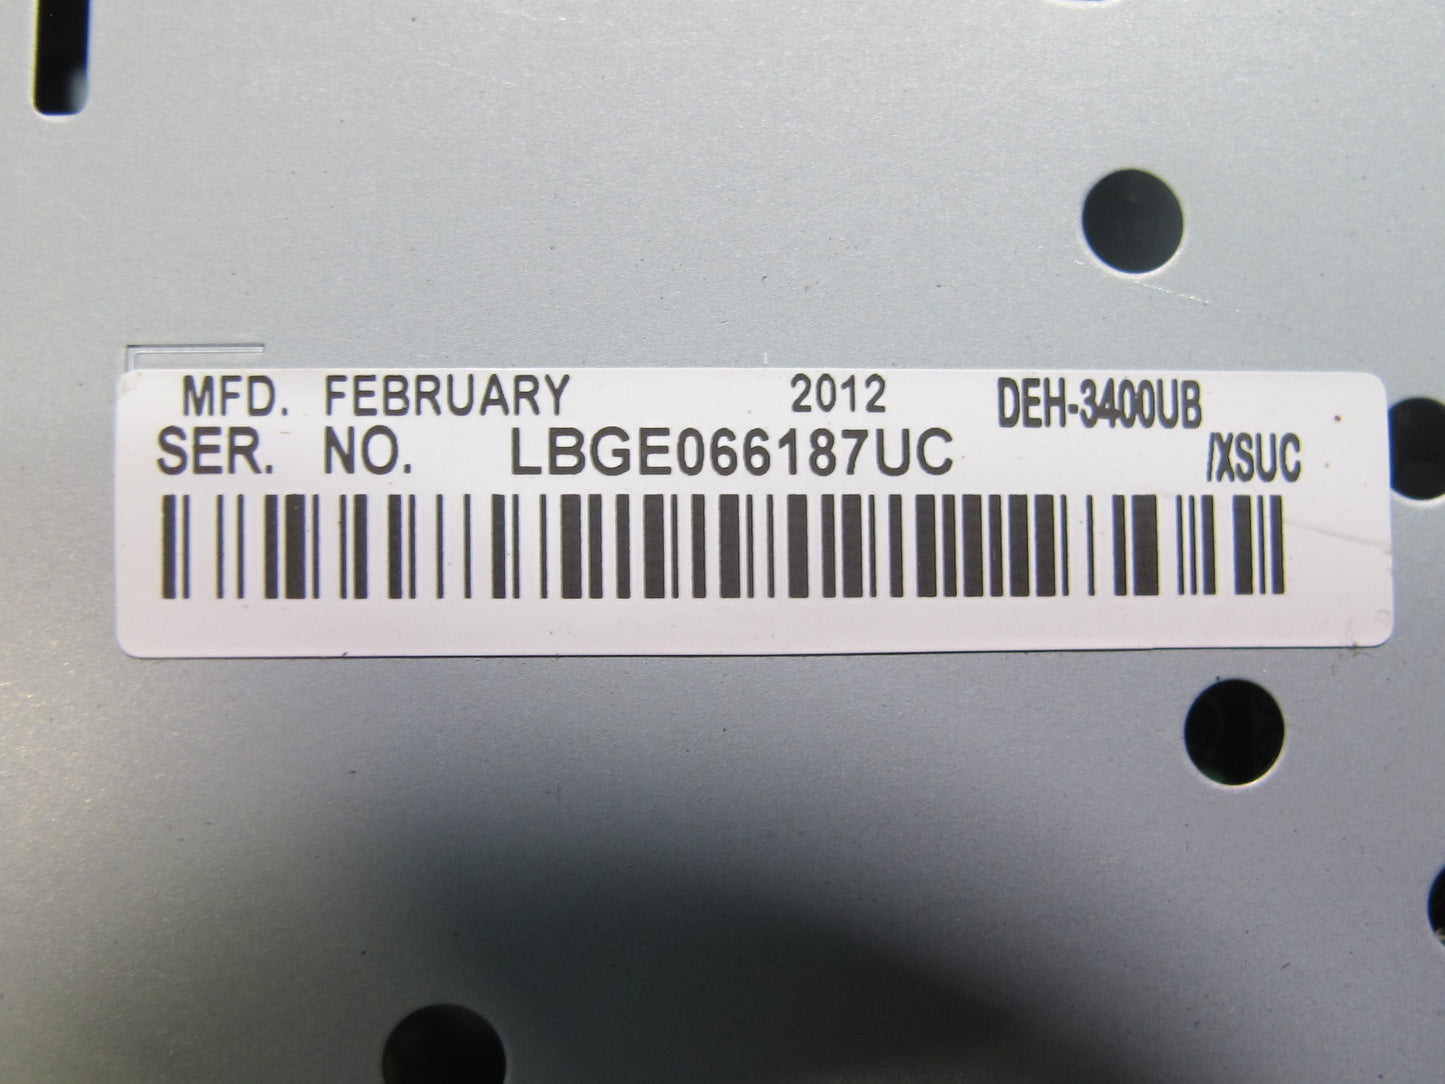 MFD. FEBRUARY 2012 DEH-3400UB
SER. NO. LBGE066187UC /XSUC